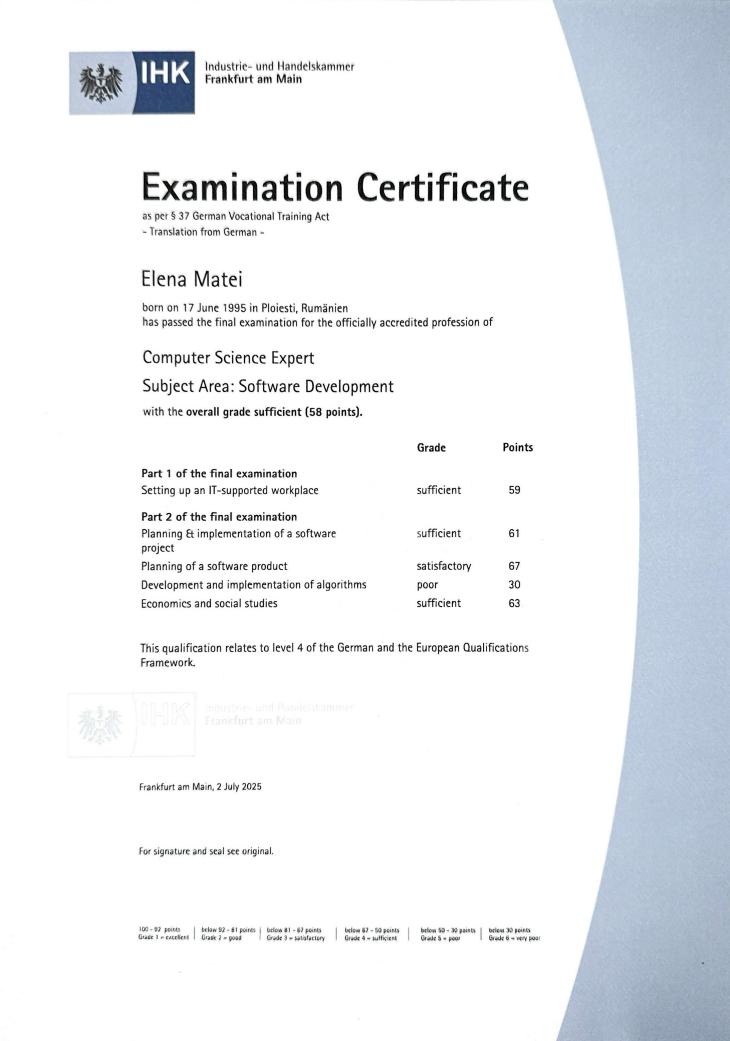 IHK
Industrie- und Handelskammer
Frankfurt am Main
Examination Certificate
as per § 37 German Vocational Training Act
- Translation from German -
Elena Matei
born on 17 June 1995 in Ploiesti, Rumänien
has passed the final examination for the officially accredited profession of
Computer Science Expert
Subject Area: Software Development
with the overall grade sufficient (58 points).
Grade Points
Part 1 of the final examination
Setting up an IT-supported workplace sufficient 59
Part 2 of the final examination
Planning & implementation of a software sufficient 61
project
Planning of a software product satisfactory 67
Development and implementation of algorithms poor 30
Economics and social studies sufficient 63
This qualification relates to level 4 of the German and the European Qualifications
Framework.
IHK
Industrie- und Handelskammer
Frankfurt am Main
Frankfurt am Main, 2 July 2025
For signature and seal see original.
100 - 92 points | below 92 - 81 points | below 81 - 67 points | below 67 - 50 points | below 50 - 30 points | below 30 points
Grade 1 = excellent | Grade 2 = good | Grade 3 = satisfactory | Grade 4 = sufficient | Grade 5 = poor | Grade 6 = very poor